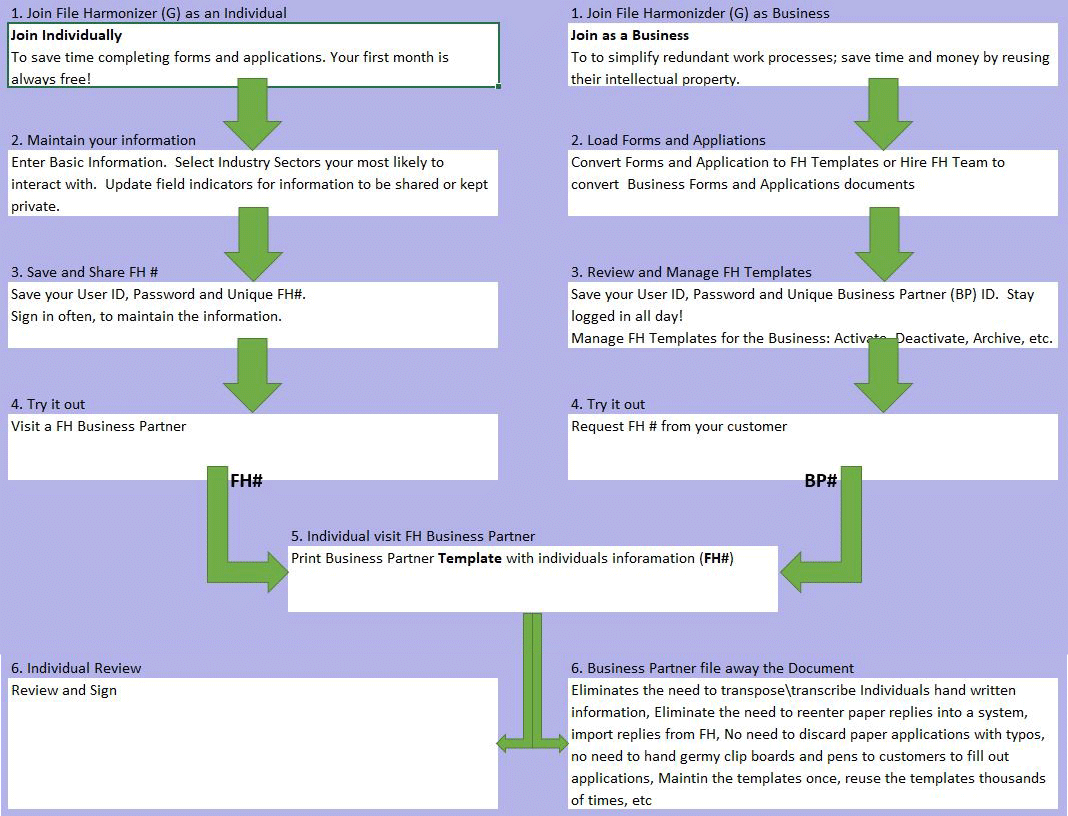 1. Join File Harmonizer (G) as an Individual
Join Individually
To save time completing forms and applications. Your first month is
always free!
2. Maintain your information
Enter Basic Information.  Select Industry Sectors your most likely to
interact with.  Update field indicators for information to be shared or kept
private.
3. Save and Share FH #
Save your User ID, Password and Unique FH#.
Sign in often, to maintain the information.
4. Try it out
Visit a FH Business Partner
FH#
1. Join File Harmonizder (G) as Business
Join as a Business
To to simplify redundant work processes; save time and money by reusing
their intellectual property.
2. Load Forms and Appliations
Convert Forms and Application to FH Templates or Hire FH Team to
convert  Business Forms and Applications documents
3. Review and Manage FH Templates
Save your User ID, Password and Unique Business Partner (BP) ID.  Stay
logged in all day!
Manage FH Templates for the Business: Activate, Deactivate, Archive, etc.
4. Try it out
Request FH # from your customer
BP#
5. Individual visit FH Business Partner
Print Business Partner Template with individuals inforamation (FH#)
6. Individual Review
Review and Sign
6. Business Partner file away the Document
Eliminates the need to transpose\transcribe Individuals hand written
information, Eliminate the need to reenter paper replies into a system,
import replies from FH, No need to discard paper applications with typos,
no need to hand germy clip boards and pens to customers to fill out
applications, Maintin the templates once, reuse the templates thousands
of times, etc